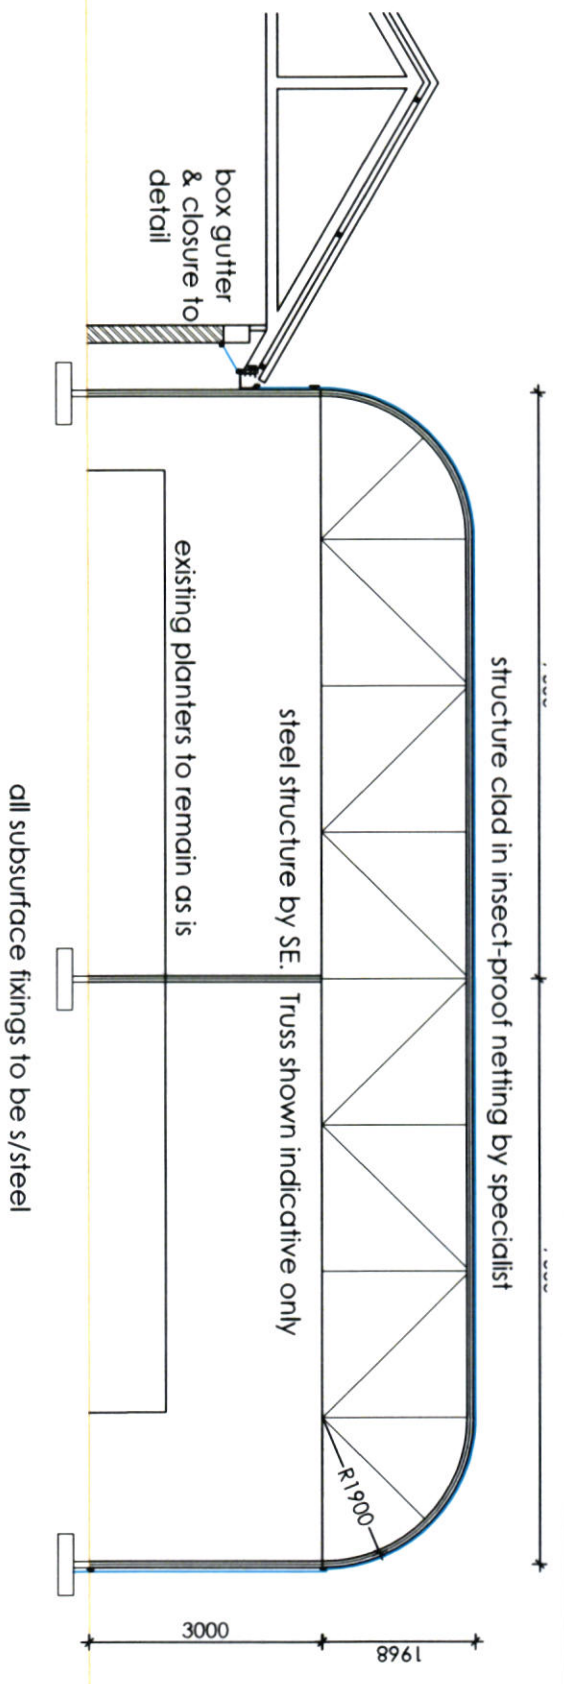 structure clad in insect-proof netting by specialist
box gutter
& closure to
detail
steel structure by SE.  Truss shown indicative only
existing planters to remain as is
all subsurface fixings to be s/steel
R1900
3000
1968